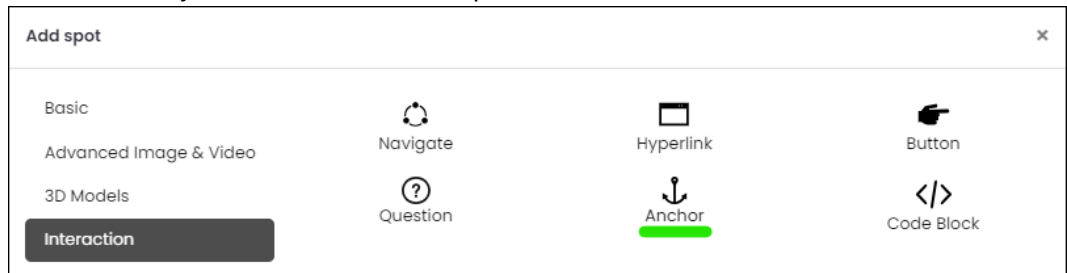 Add spot
Basic
Advanced Image & Video
3D Models
Interaction
Navigate
Hyperlink
Button
Question
Anchor
Code Block